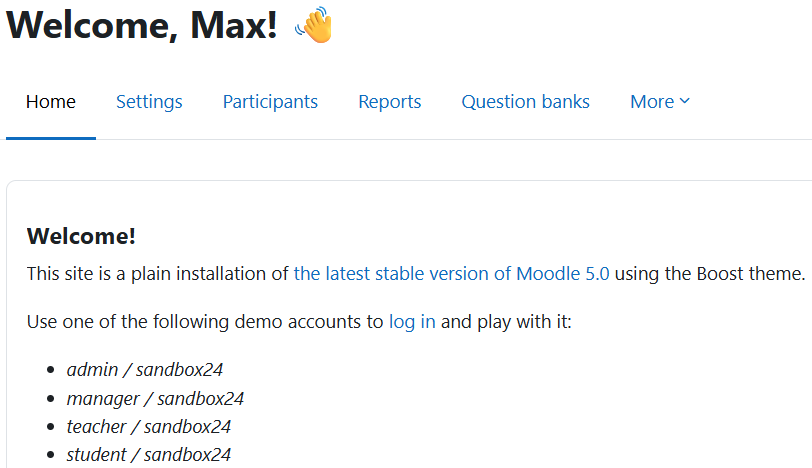 Welcome, Max! 👋
Home Settings Participants Reports Question banks More
Welcome!
This site is a plain installation of the latest stable version of Moodle 5.0 using the Boost theme.
Use one of the following demo accounts to log in and play with it:
• admin / sandbox24
• manager / sandbox24
• teacher / sandbox24
• student / sandbox24